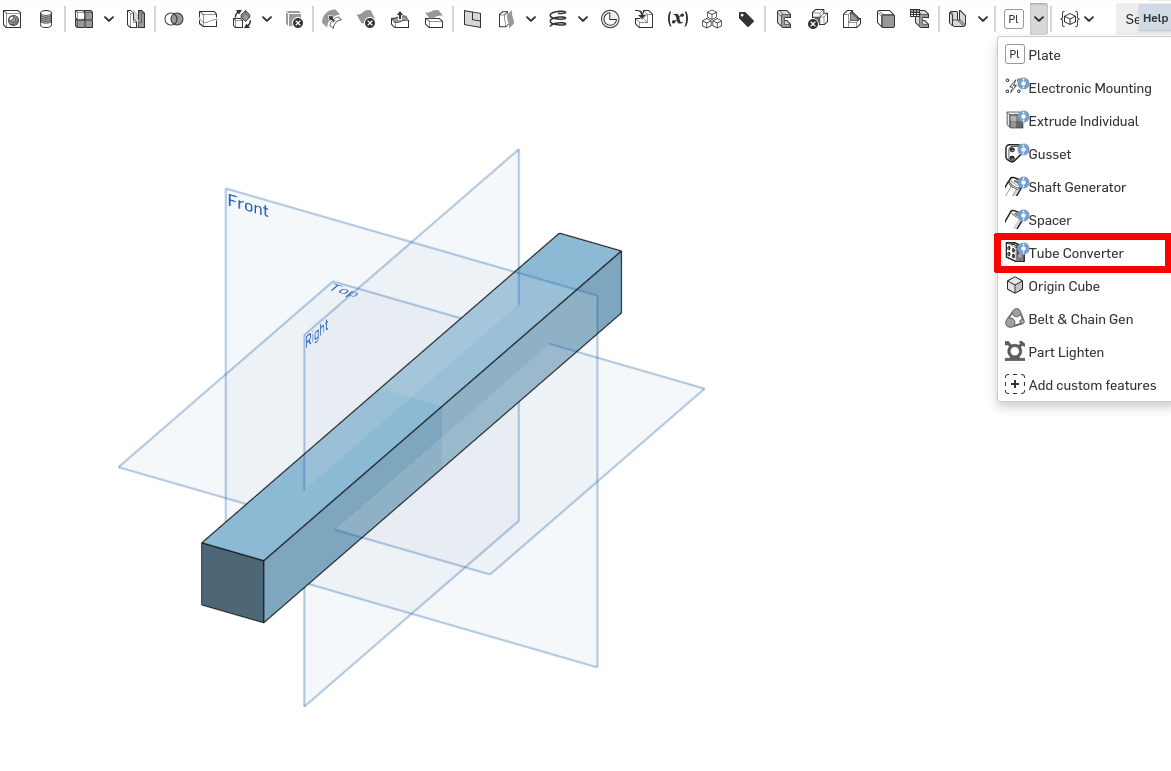 (x)
Pl
Se
Help
Pl Plate
Electronic Mounting
Extrude Individual
Gusset
Shaft Generator
Spacer
Tube Converter
Origin Cube
Belt & Chain Gen
Part Lighten
Add custom features
Front
Top
Right